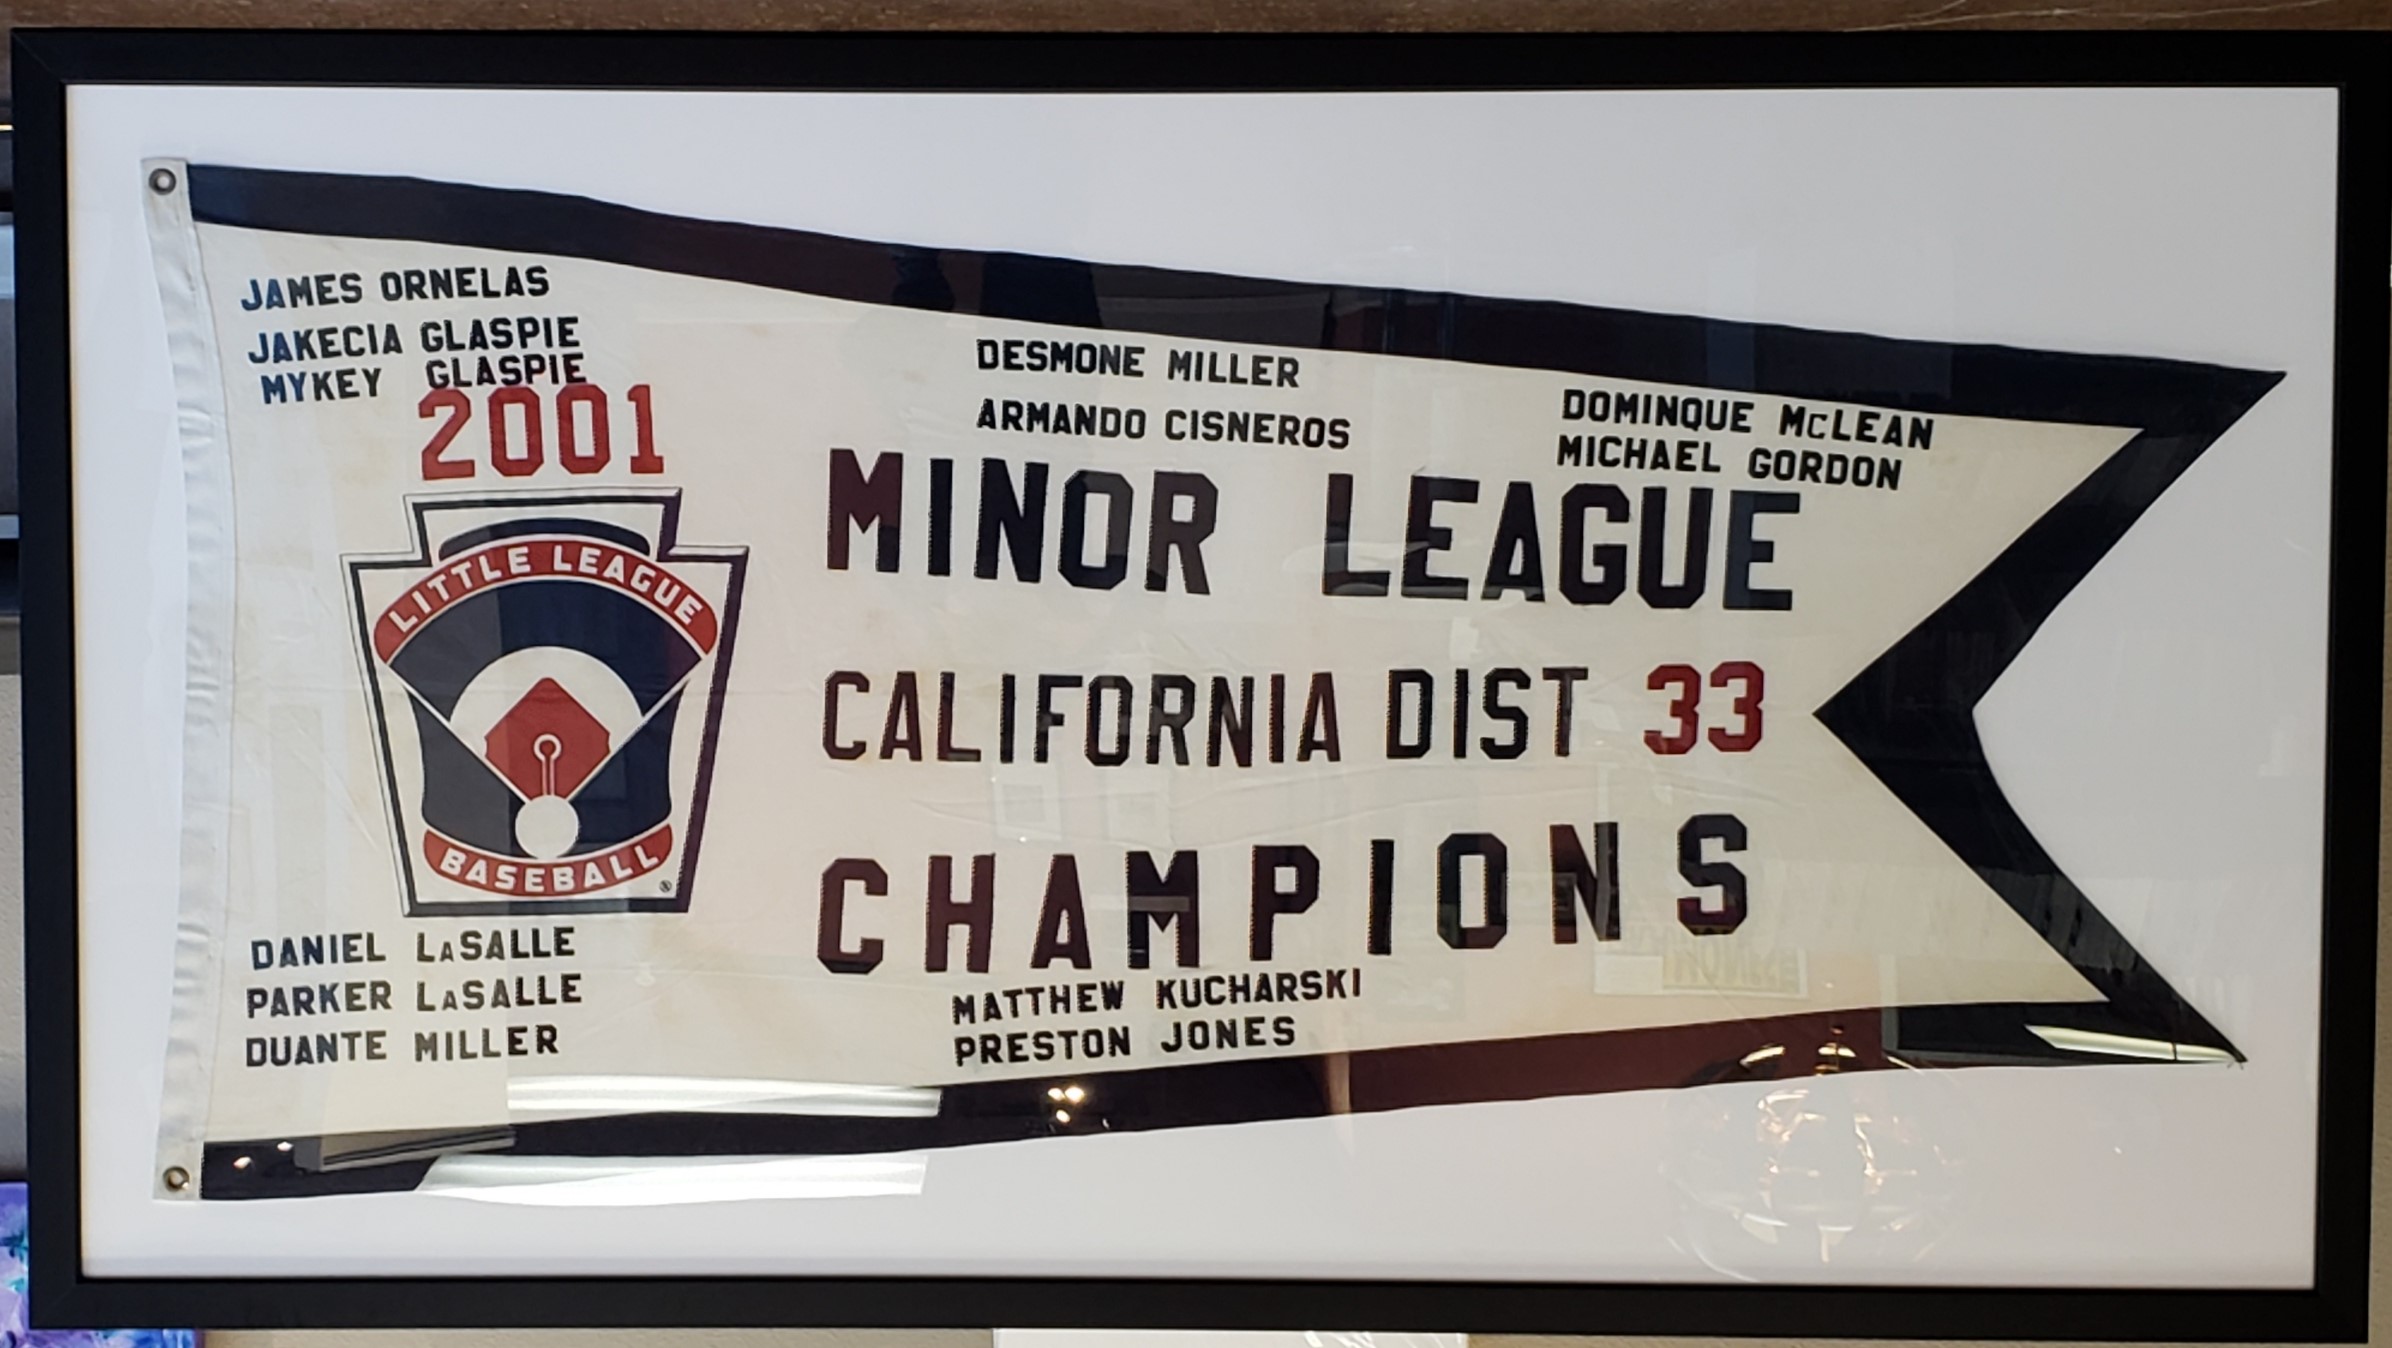 JAMES ORNELAS
JAKECIA GLASPIE
MYKEY GLASPIE
2001
LITTLE LEAGUE
BASEBALL
®
DANIEL LaSALLE
PARKER LaSALLE
DUANTE MILLER
DESMONE MILLER
ARMANDO CISNEROS
DOMINQUE McLEAN
MICHAEL GORDON
MINOR LEAGUE
CALIFORNIA DIST 33
CHAMPIONS
MATTHEW KUCHARSKI
PRESTON JONES